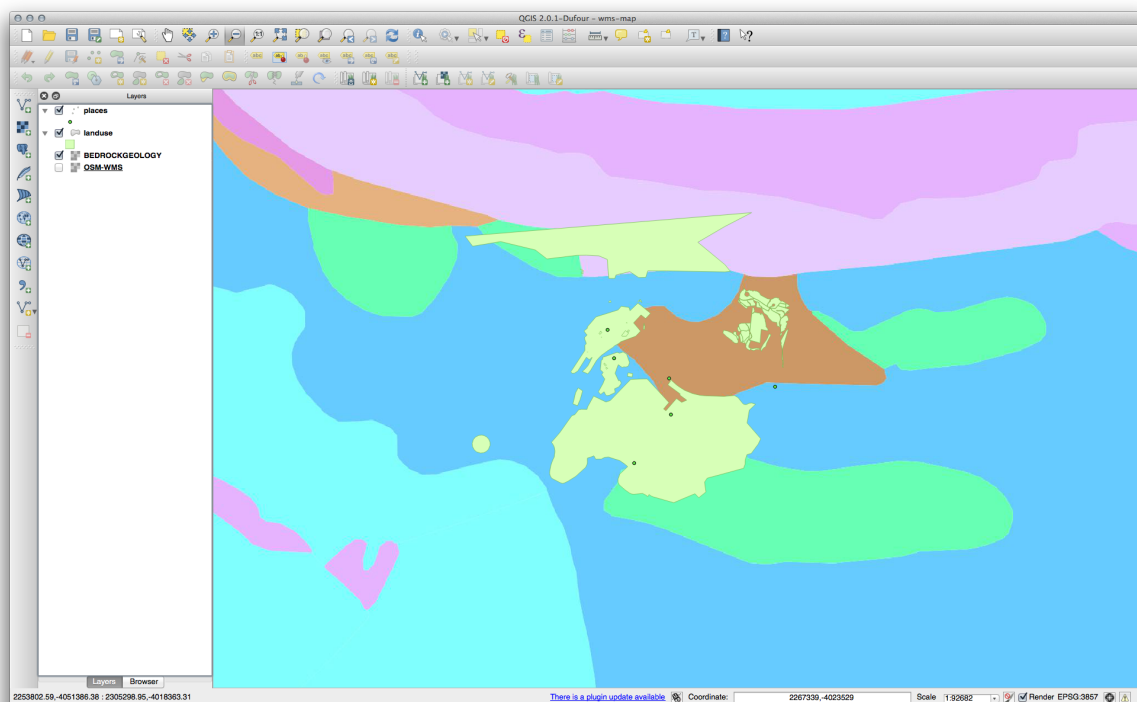 QGIS 2.0.1-Dufour - wms-map
Layers
places
landuse
BEDROCKGEOLOGY
OSM-WMS
Layers Browser
2253802.59,-4051386.38 : 2305298.95,-4018363.31 There is a plugin update available Coordinate: 2267339,-4023529 Scale 1:92682 Render EPSG:3857